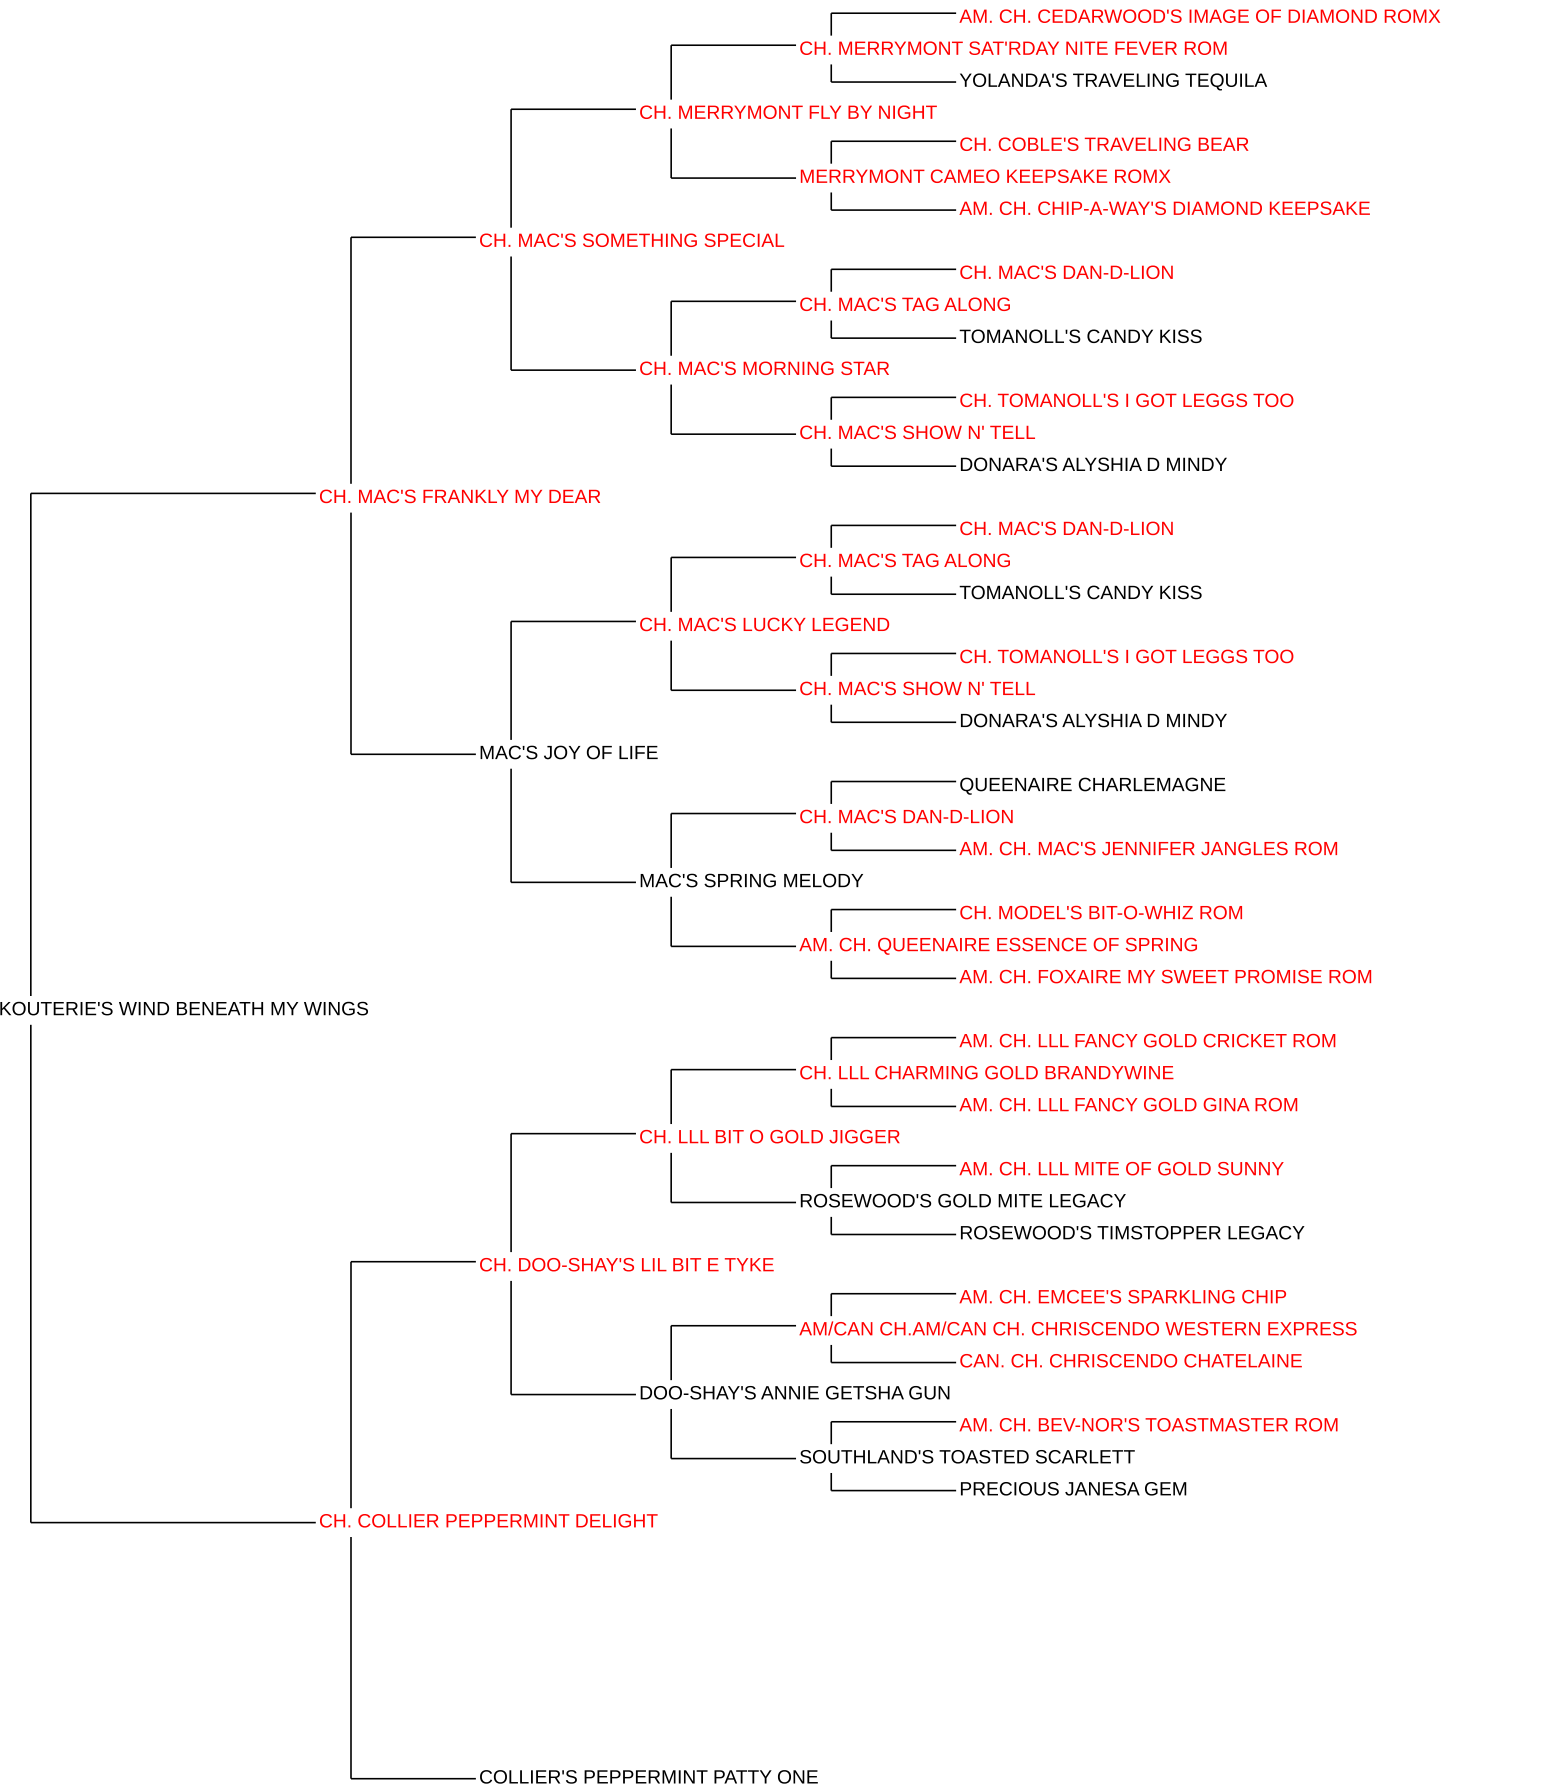 AM. CH. CEDARWOOD'S IMAGE OF DIAMOND ROMX
CH. MERRYMONT SAT'RDAY NITE FEVER ROM
YOLANDA'S TRAVELING TEQUILA
CH. MERRYMONT FLY BY NIGHT
CH. COBLE'S TRAVELING BEAR
MERRYMONT CAMEO KEEPSAKE ROMX
AM. CH. CHIP-A-WAY'S DIAMOND KEEPSAKE
CH. MAC'S SOMETHING SPECIAL
CH. MAC'S DAN-D-LION
CH. MAC'S TAG ALONG
TOMANOLL'S CANDY KISS
CH. MAC'S MORNING STAR
CH. TOMANOLL'S I GOT LEGGS TOO
CH. MAC'S SHOW N' TELL
DONARA'S ALYSHIA D MINDY
CH. MAC'S FRANKLY MY DEAR
CH. MAC'S DAN-D-LION
CH. MAC'S TAG ALONG
TOMANOLL'S CANDY KISS
CH. MAC'S LUCKY LEGEND
CH. TOMANOLL'S I GOT LEGGS TOO
CH. MAC'S SHOW N' TELL
DONARA'S ALYSHIA D MINDY
MAC'S JOY OF LIFE
QUEENAIRE CHARLEMAGNE
CH. MAC'S DAN-D-LION
AM. CH. MAC'S JENNIFER JANGLES ROM
MAC'S SPRING MELODY
CH. MODEL'S BIT-O-WHIZ ROM
AM. CH. QUEENAIRE ESSENCE OF SPRING
AM. CH. FOXAIRE MY SWEET PROMISE ROM
KOUTERIE'S WIND BENEATH MY WINGS
AM. CH. LLL FANCY GOLD CRICKET ROM
CH. LLL CHARMING GOLD BRANDYWINE
AM. CH. LLL FANCY GOLD GINA ROM
CH. LLL BIT O GOLD JIGGER
AM. CH. LLL MITE OF GOLD SUNNY
ROSEWOOD'S GOLD MITE LEGACY
ROSEWOOD'S TIMSTOPPER LEGACY
CH. DOO-SHAY'S LIL BIT E TYKE
AM. CH. EMCEE'S SPARKLING CHIP
AM/CAN CH.AM/CAN CH. CHRISCENDO WESTERN EXPRESS
CAN. CH. CHRISCENDO CHATELAINE
DOO-SHAY'S ANNIE GETSHA GUN
AM. CH. BEV-NOR'S TOASTMASTER ROM
SOUTHLAND'S TOASTED SCARLETT
PRECIOUS JANESA GEM
CH. COLLIER PEPPERMINT DELIGHT
COLLIER'S PEPPERMINT PATTY ONE